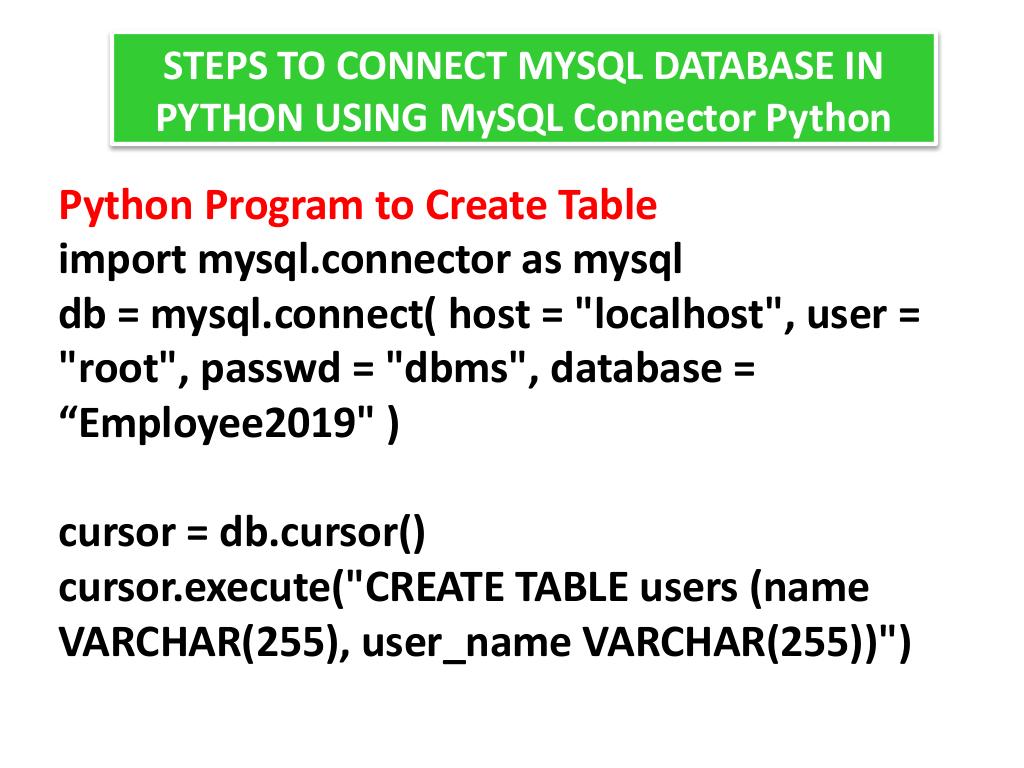 STEPS TO CONNECT MYSQL DATABASE IN
PYTHON USING MySQL Connector Python
Python Program to Create Table
import mysql.connector as mysql
db = mysql.connect( host = "localhost", user =
"root", passwd = "dbms", database =
“Employee2019" )
cursor = db.cursor()
cursor.execute("CREATE TABLE users (name
VARCHAR(255), user_name VARCHAR(255))")